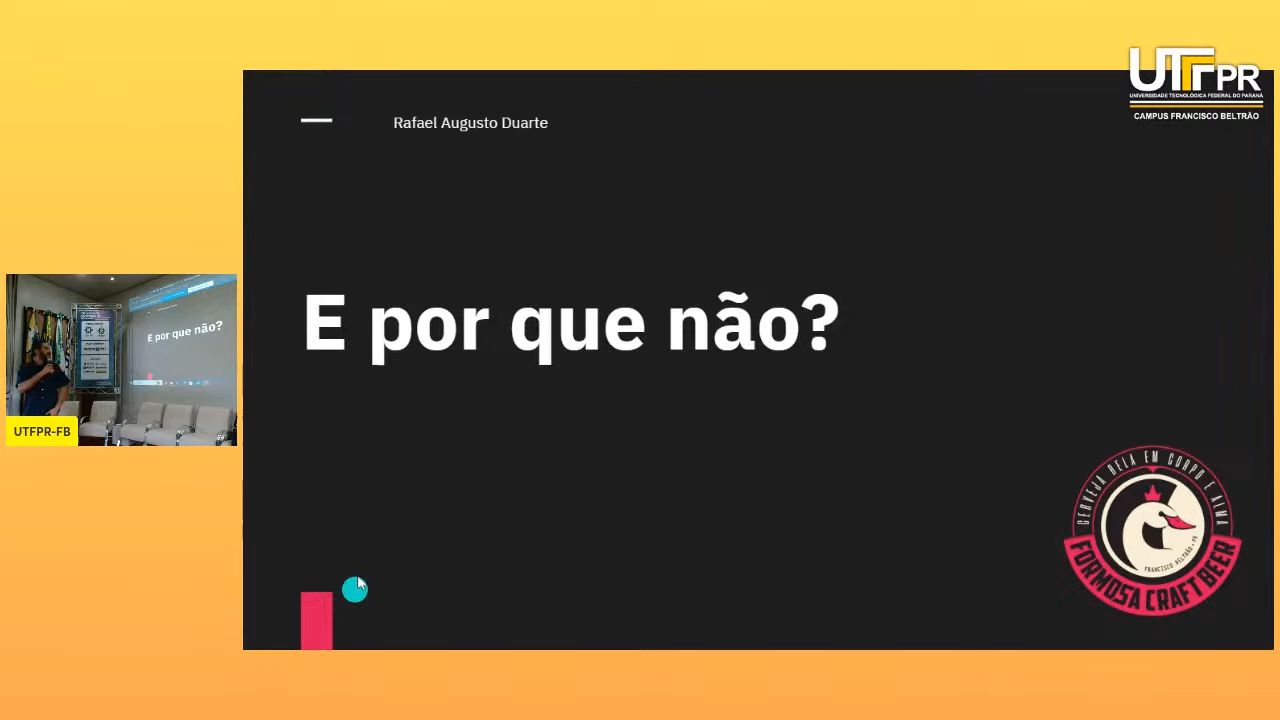 UTFPR
UNIVERSIDADE TECNOLÓGICA FEDERAL DO PARANÁ
CAMPUS FRANCISCO BELTRÃO
Rafael Augusto Duarte
E por que não?
E por que não?
UTFPR-FB
CERVEJA BELA EM CORPO E ALMA
FRANCISCO BELTRÃO - PR
FORMOSA CRAFT BEER